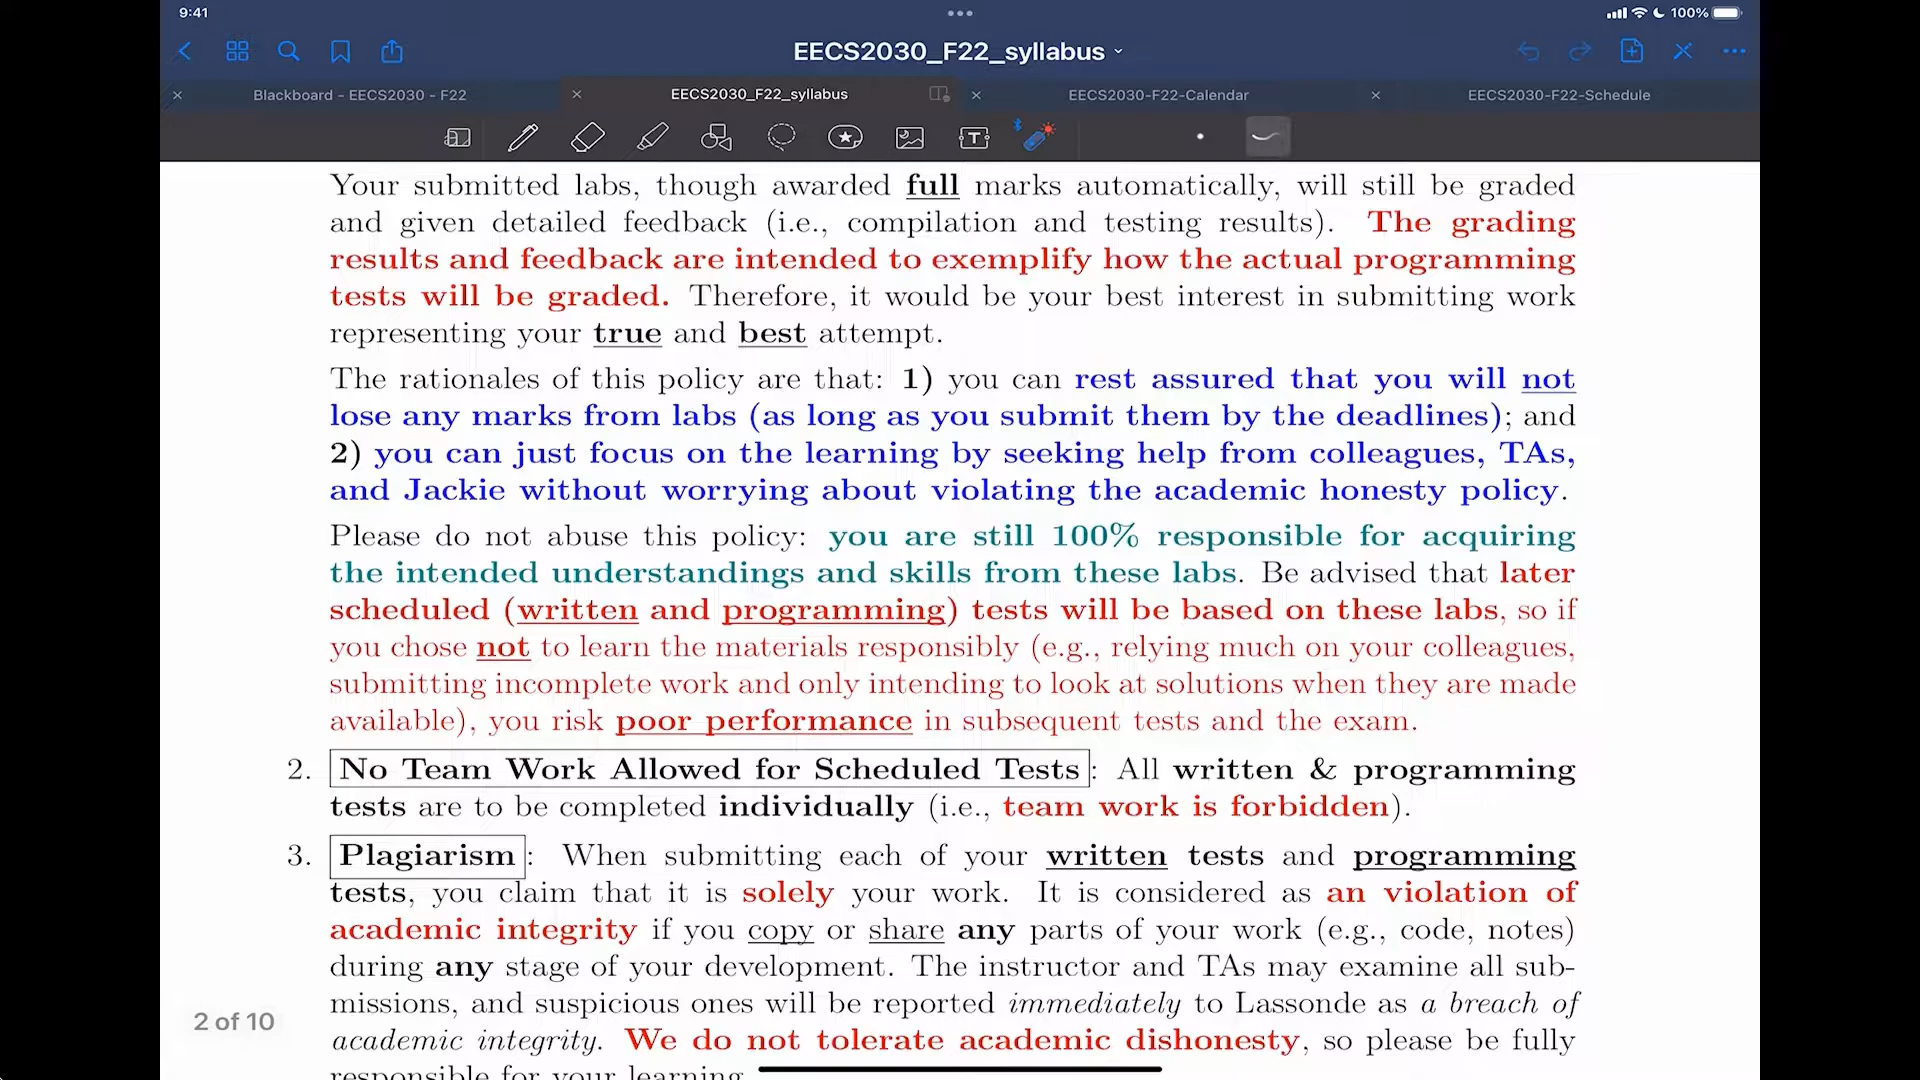 9:41
100%
EECS2030_F22_syllabus
Blackboard - EECS2030 - F22
EECS2030_F22_syllabus
EECS2030-F22-Calendar
EECS2030-F22-Schedule
Your submitted labs, though awarded full marks automatically, will still be graded
and given detailed feedback (i.e., compilation and testing results). The grading
results and feedback are intended to exemplify how the actual programming
tests will be graded. Therefore, it would be your best interest in submitting work
representing your true and best attempt.
The rationales of this policy are that: 1) you can rest assured that you will not
lose any marks from labs (as long as you submit them by the deadlines); and
2) you can just focus on the learning by seeking help from colleagues, TAs,
and Jackie without worrying about violating the academic honesty policy.
Please do not abuse this policy: you are still 100% responsible for acquiring
the intended understandings and skills from these labs. Be advised that later
scheduled (written and programming) tests will be based on these labs, so if
you chose not to learn the materials responsibly (e.g., relying much on your colleagues,
submitting incomplete work and only intending to look at solutions when they are made
available), you risk poor performance in subsequent tests and the exam.
2. No Team Work Allowed for Scheduled Tests: All written & programming
tests are to be completed individually (i.e., team work is forbidden).
3. Plagiarism: When submitting each of your written tests and programming
tests, you claim that it is solely your work. It is considered as an violation of
academic integrity if you copy or share any parts of your work (e.g., code, notes)
during any stage of your development. The instructor and TAs may examine all sub-
missions, and suspicious ones will be reported immediately to Lassonde as a breach of
academic integrity. We do not tolerate academic dishonesty, so please be fully
responsible for your learning.
2 of 10